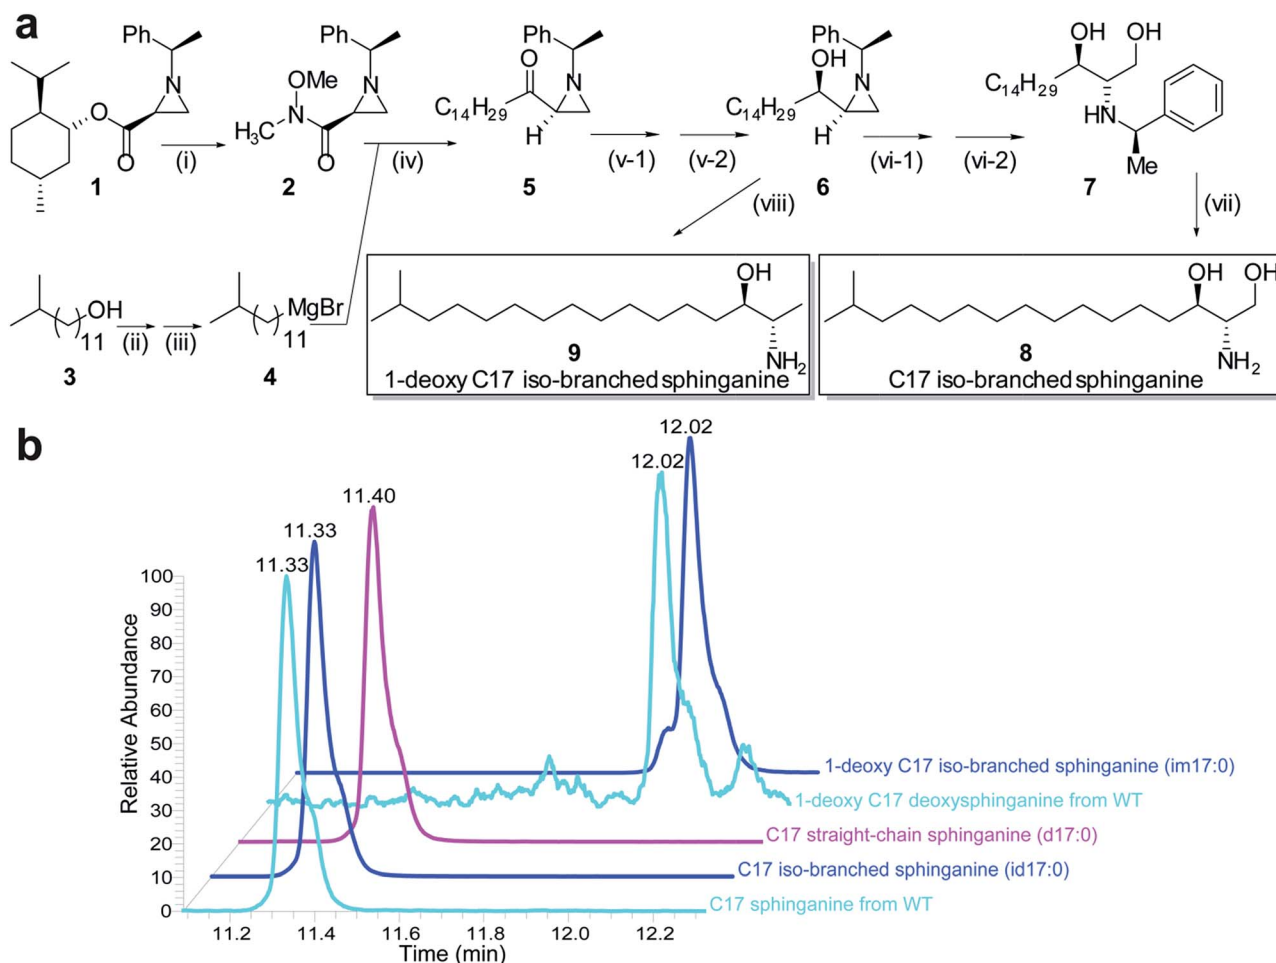 a
Ph
N
O
O
1
(i)
Ph
OMe
N
N
H3C
O
2
(iv)
Ph
O
N
C14H29
H
5
(v-1)
(v-2)
Ph
OH
N
C14H29
H
6
(vi-1)
(vi-2)
OH
OH
C14H29
HN
Me
7
(viii)
(vii)
OH
11
3
(ii)
(iii)
MgBr
11
4
OH
NH2
9
1-deoxy C17 iso-branched sphinganine
OH
OH
NH2
8
C17 iso-branched sphinganine
b
12.02
12.02
11.40
11.33
11.33
100
90
80
70
60
50
40
30
20
10
0
Relative Abundance
1-deoxy C17 iso-branched sphinganine (im17:0)
1-deoxy C17 deoxysphinganine from WT
C17 straight-chain sphinganine (d17:0)
C17 iso-branched sphinganine (id17:0)
C17 sphinganine from WT
11.2 11.4 11.6 11.8 12.0 12.2
Time (min)